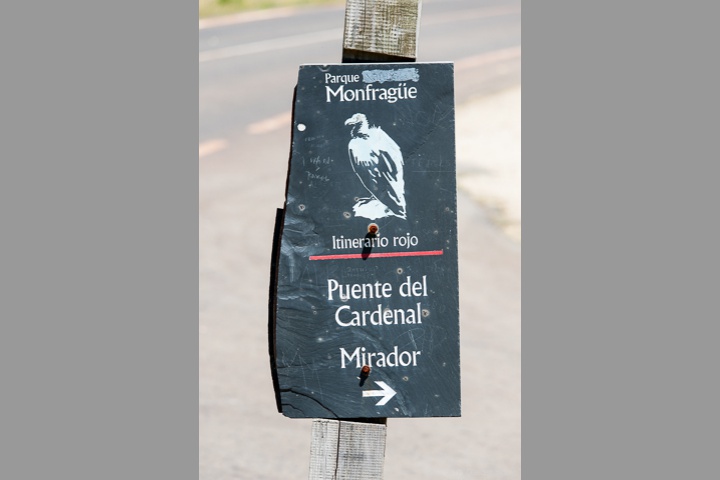 Parque
Monfragüe
Itinerario rojo
Puente del
Cardenal
Mirador